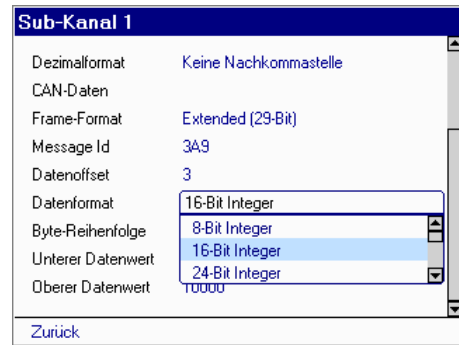 Sub-Kanal 1
Dezimalformat Keine Nachkommastelle
CAN-Daten
Frame-Format Extended (29-Bit)
Message Id 3A9
Datenoffset 3
Datenformat 16-Bit Integer
Byte-Reihenfolge 8-Bit Integer
Unterer Datenwert 16-Bit Integer
24-Bit Integer
Oberer Datenwert 10000
Zurück